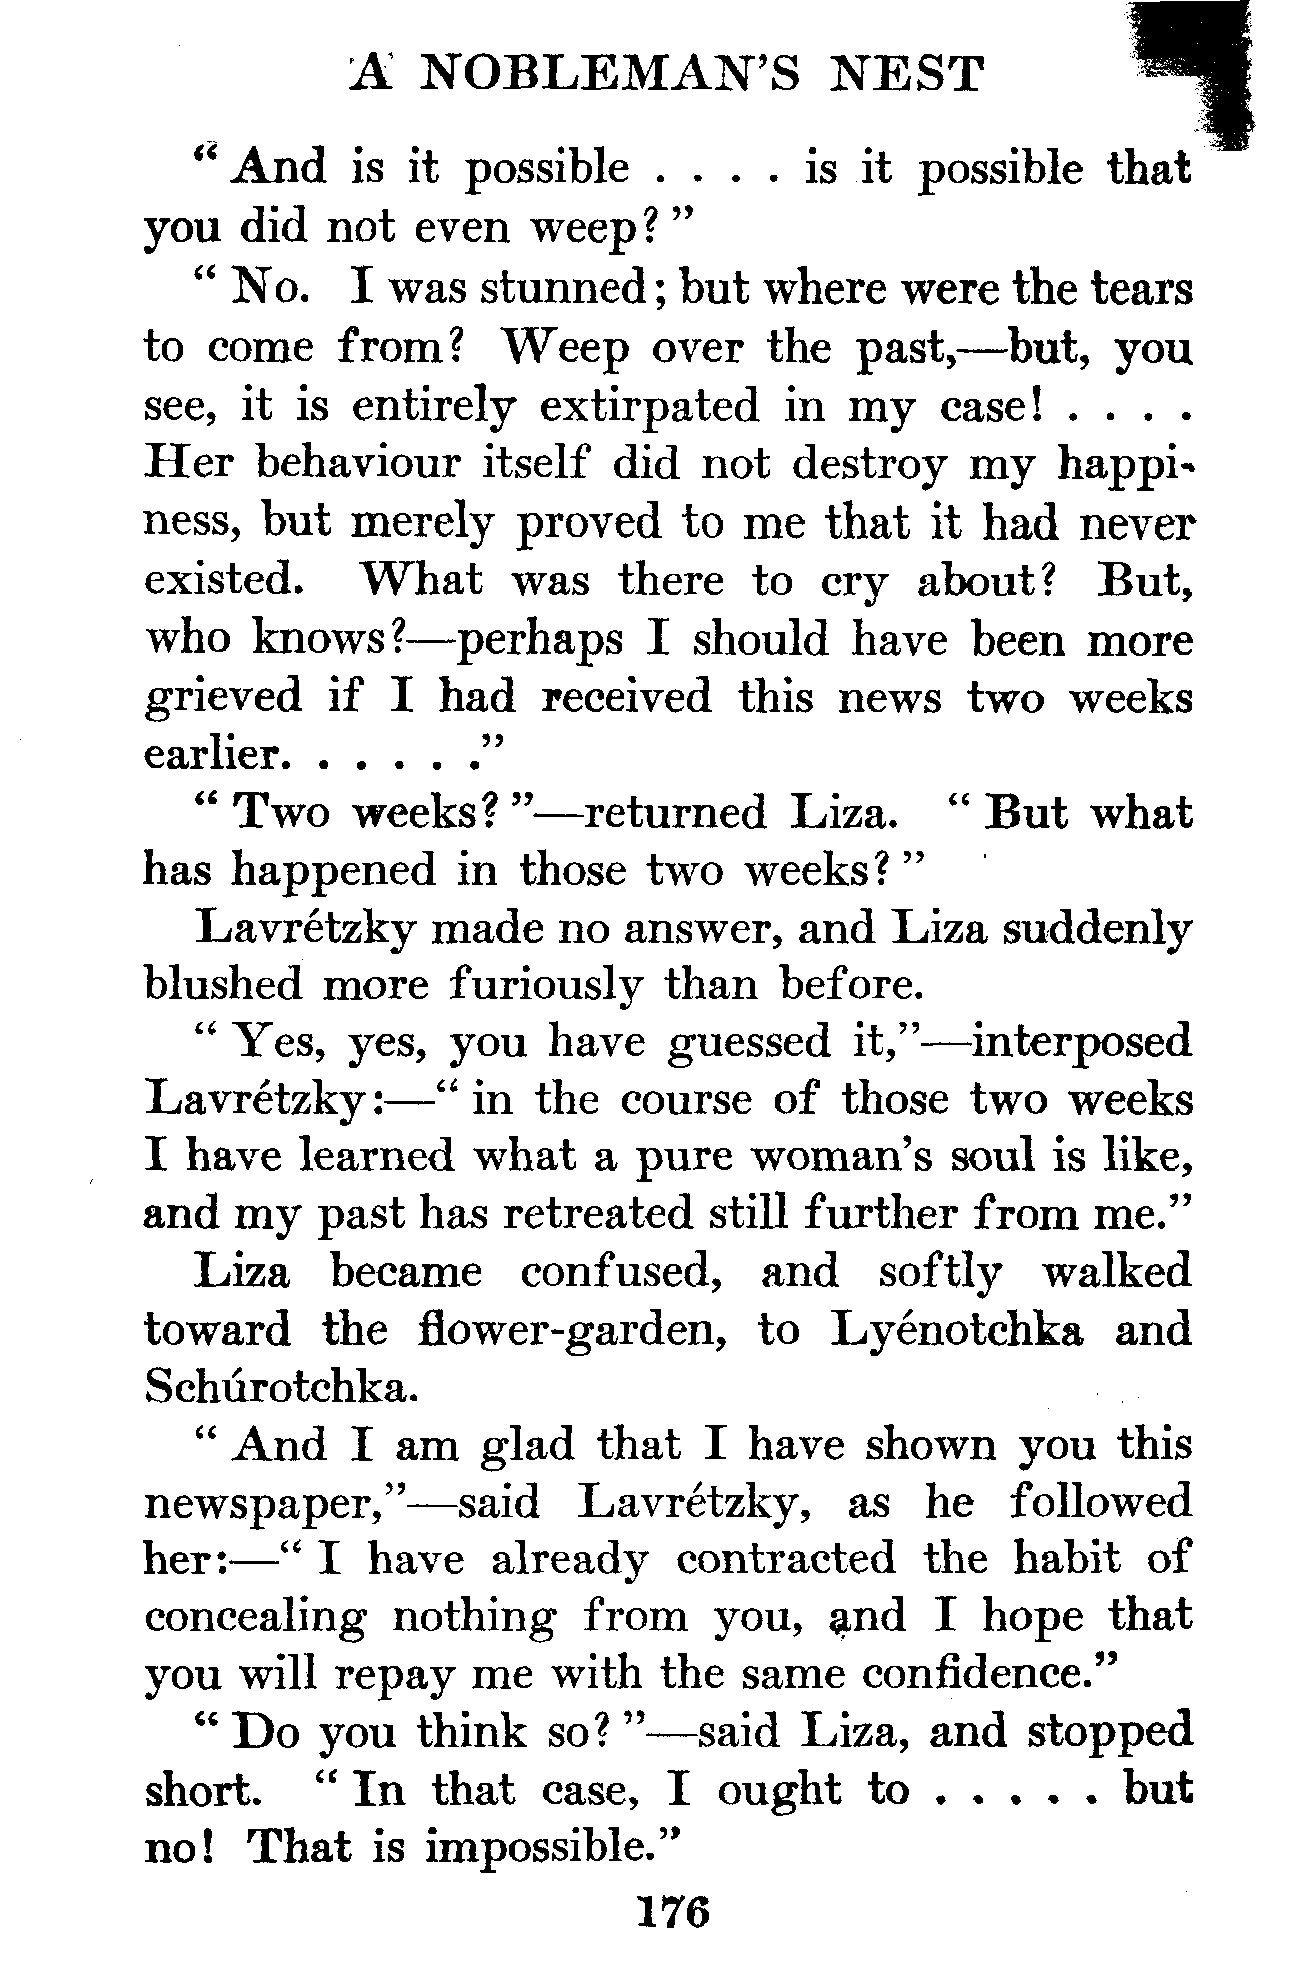 A NOBLEMAN'S NEST
“ And is it possible . . . . is it possible that
you did not even weep? ”
“ No. I was stunned; but where were the tears
to come from? Weep over the past,—but, you
see, it is entirely extirpated in my case! . . . .
Her behaviour itself did not destroy my happi-
ness, but merely proved to me that it had never
existed. What was there to cry about? But,
who knows?—perhaps I should have been more
grieved if I had received this news two weeks
earlier. . . . . .”
“ Two weeks? ”—returned Liza. “ But what
has happened in those two weeks? ”
Lavrétzky made no answer, and Liza suddenly
blushed more furiously than before.
“ Yes, yes, you have guessed it,”—interposed
Lavrétzky:—“ in the course of those two weeks
I have learned what a pure woman's soul is like,
and my past has retreated still further from me.”
Liza became confused, and softly walked
toward the flower-garden, to Lyénotchka and
Schúrotchka.
“ And I am glad that I have shown you this
newspaper,”—said Lavrétzky, as he followed
her:—“ I have already contracted the habit of
concealing nothing from you, and I hope that
you will repay me with the same confidence.”
“ Do you think so? ”—said Liza, and stopped
short. “ In that case, I ought to . . . . . but
no! That is impossible.”
176